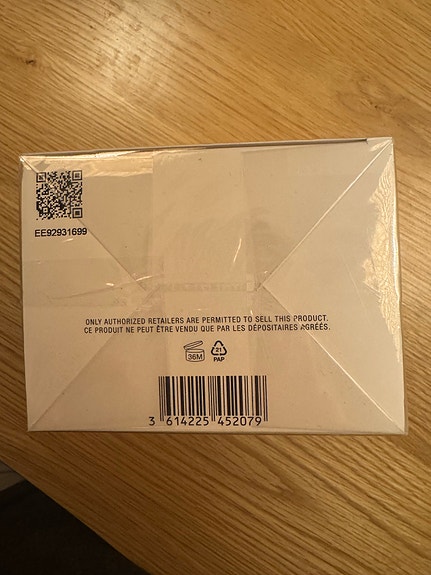 EE92931699
ONLY AUTHORIZED RETAILERS ARE PERMITTED TO SELL THIS PRODUCT.
CE PRODUIT NE PEUT ÊTRE VENDU QUE PAR LES DÉPOSITAIRES AGRÉÉS.
36M
21
PAP
3 614225 452079